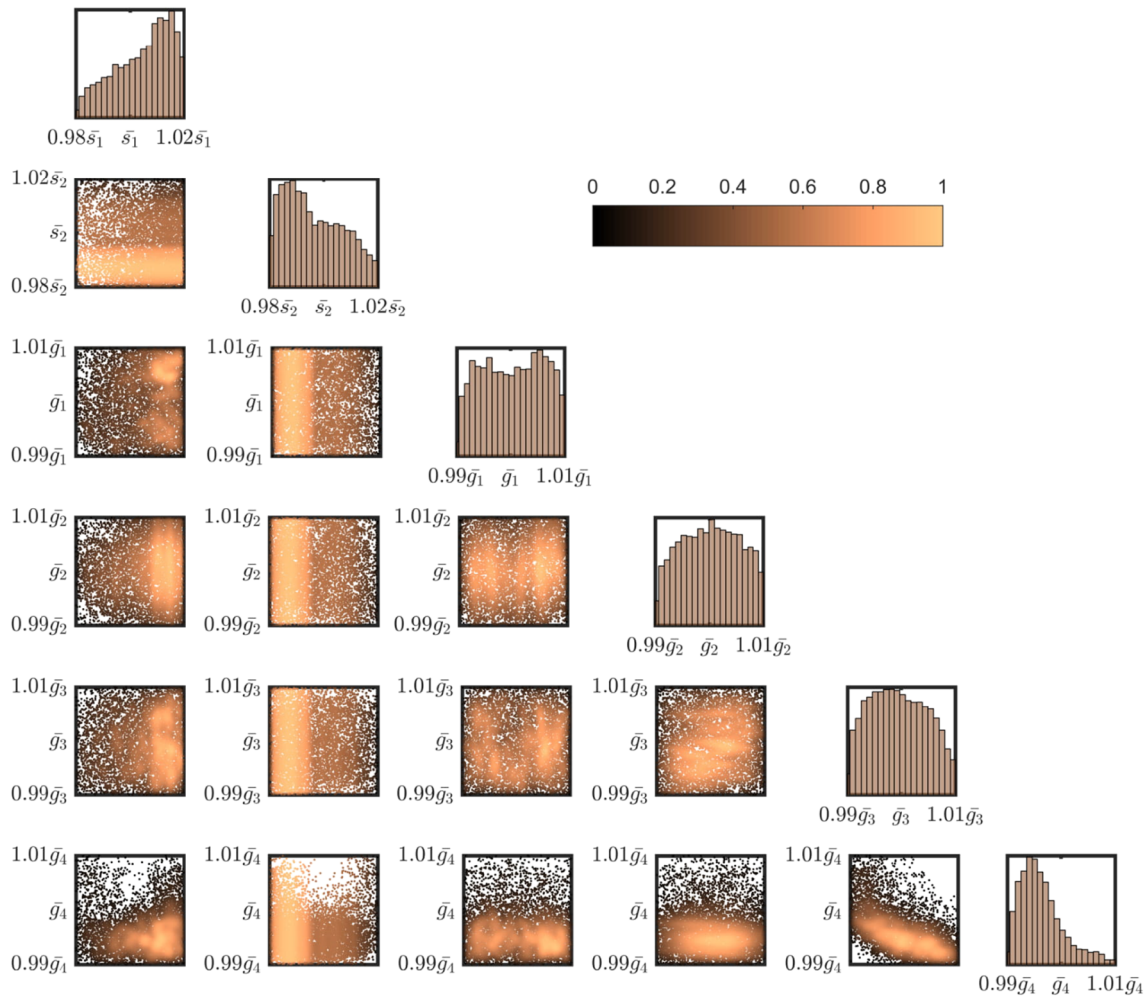 0.98s̄₁ s̄₁ 1.02s̄₁
1.02s̄₂
s̄₂
0.98s̄₂
0 0.2 0.4 0.6 0.8 1
0.98s̄₂ s̄₂ 1.02s̄₂
1.01ḡ₁ 1.01ḡ₁
ḡ₁ ḡ₁
0.99ḡ₁ 0.99ḡ₁
0.99ḡ₁ ḡ₁ 1.01ḡ₁
1.01ḡ₂ 1.01ḡ₂ 1.01ḡ₂
ḡ₂ ḡ₂ ḡ₂
0.99ḡ₂ 0.99ḡ₂ 0.99ḡ₂
0.99ḡ₂ ḡ₂ 1.01ḡ₂
1.01ḡ₃ 1.01ḡ₃ 1.01ḡ₃ 1.01ḡ₃
ḡ₃ ḡ₃ ḡ₃ ḡ₃
0.99ḡ₃ 0.99ḡ₃ 0.99ḡ₃ 0.99ḡ₃
0.99ḡ₃ ḡ₃ 1.01ḡ₃
1.01ḡ₄ 1.01ḡ₄ 1.01ḡ₄ 1.01ḡ₄ 1.01ḡ₄
ḡ₄ ḡ₄ ḡ₄ ḡ₄ ḡ₄
0.99ḡ₄ 0.99ḡ₄ 0.99ḡ₄ 0.99ḡ₄ 0.99ḡ₄
0.99ḡ₄ ḡ₄ 1.01ḡ₄